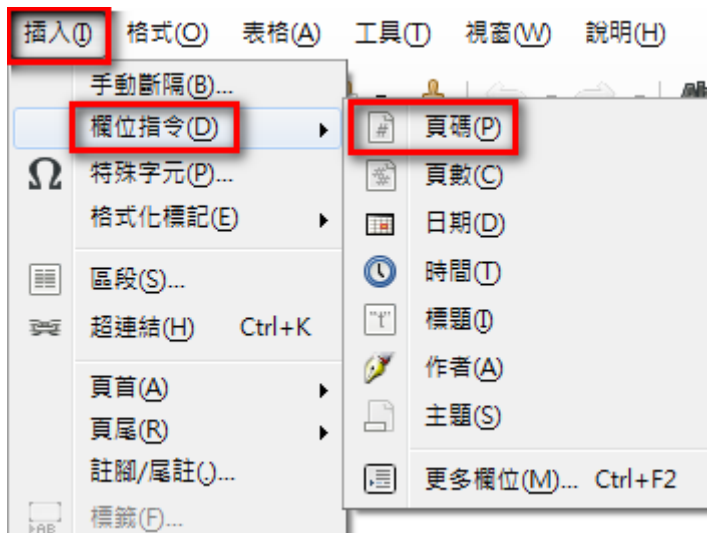 插入(I) 格式(O) 表格(A) 工具(T) 視窗(W) 說明(H)
手動斷隔(B)...
欄位指令(D)
特殊字元(P)...
格式化標記(E)
區段(S)...
超連結(H) Ctrl+K
頁首(A)
頁尾(R)
註腳/尾註(.)...
標籤(F)...
頁碼(P)
頁數(C)
日期(D)
時間(T)
標題(I)
作者(A)
主題(S)
更多欄位(M)... Ctrl+F2